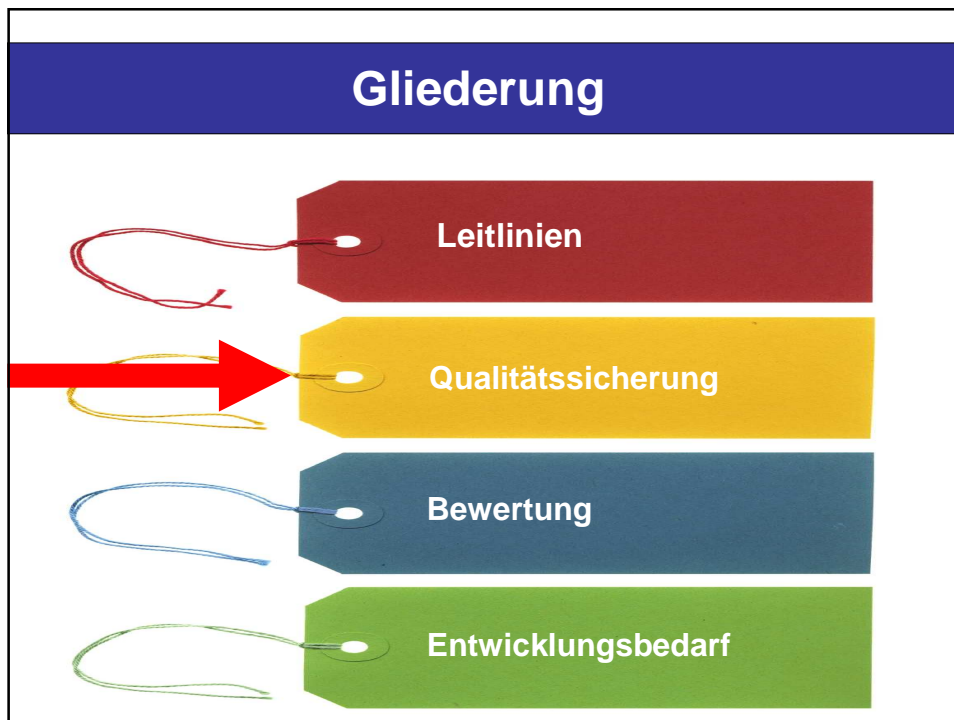 Gliederung
Leitlinien
Qualitätssicherung
Bewertung
Entwicklungsbedarf